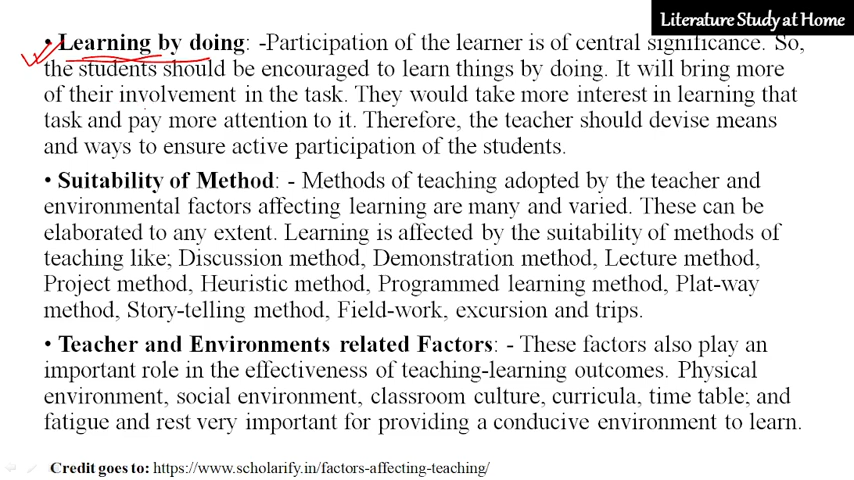 Literature Study at Home
• Learning by doing: -Participation of the learner is of central significance. So,
the students should be encouraged to learn things by doing. It will bring more
of their involvement in the task. They would take more interest in learning that
task and pay more attention to it. Therefore, the teacher should devise means
and ways to ensure active participation of the students.
• Suitability of Method: - Methods of teaching adopted by the teacher and
environmental factors affecting learning are many and varied. These can be
elaborated to any extent. Learning is affected by the suitability of methods of
teaching like; Discussion method, Demonstration method, Lecture method,
Project method, Heuristic method, Programmed learning method, Plat-way
method, Story-telling method, Field-work, excursion and trips.
• Teacher and Environments related Factors: - These factors also play an
important role in the effectiveness of teaching-learning outcomes. Physical
environment, social environment, classroom culture, curricula, time table; and
fatigue and rest very important for providing a conducive environment to learn.
Credit goes to: https://www.scholarify.in/factors-affecting-teaching/